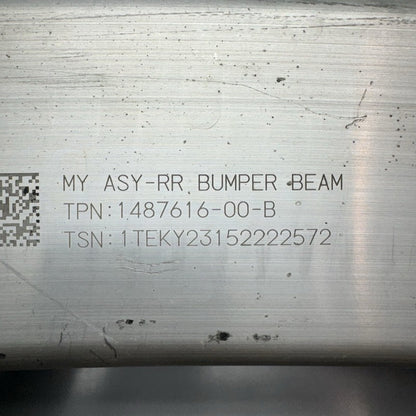 MY ASY-RR BUMPER BEAM
TPN:1487616-00-B
TSN:1TEKY23152222572